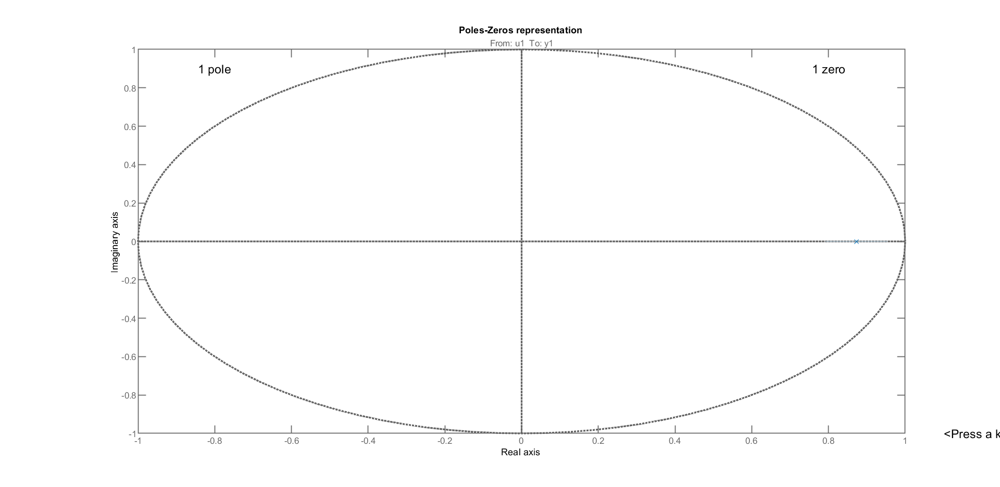 Poles-Zeros representation
From: u1 To: y1
1 pole
1 zero
1
0.8
0.6
0.4
0.2
0
-0.2
-0.4
-0.6
-0.8
-1
Imaginary axis
-1 -0.8 -0.6 -0.4 -0.2 0 0.2 0.4 0.6 0.8 1
Real axis
<Press a k